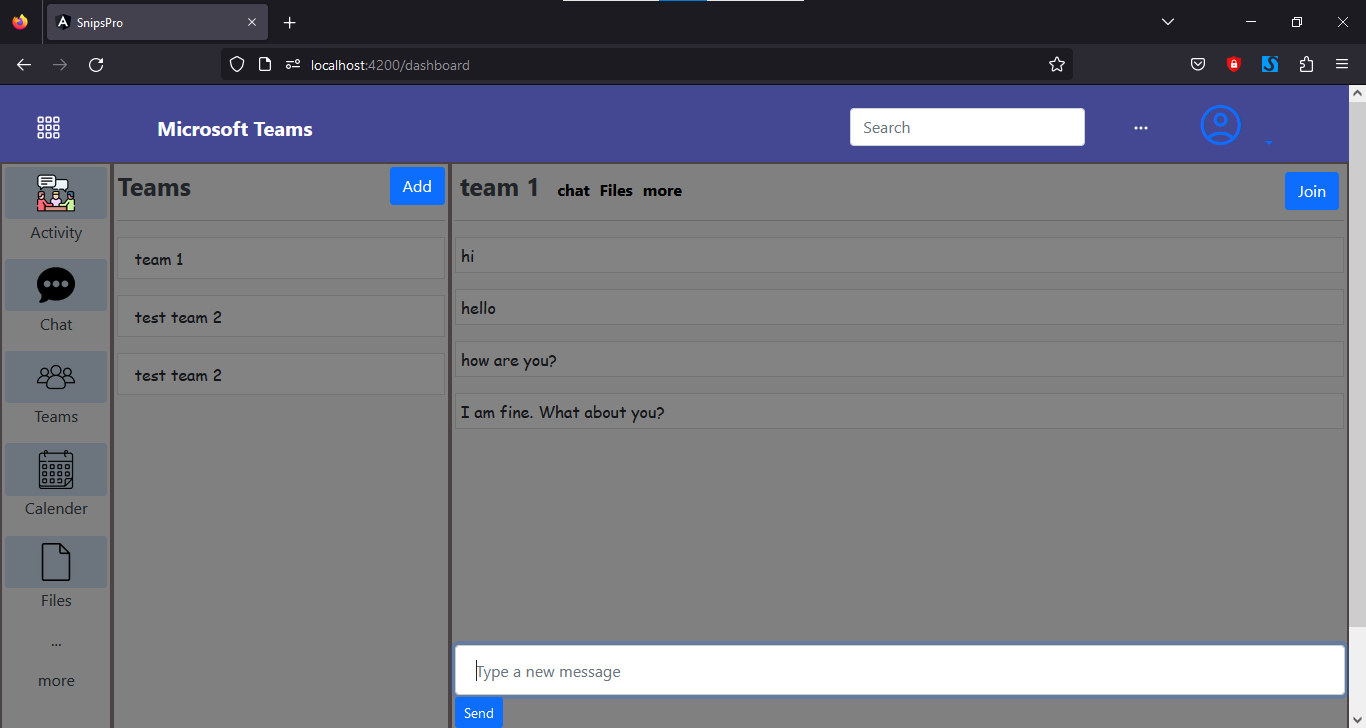 SnipsPro
localhost:4200/dashboard
Microsoft Teams
Search
...
Teams
Add
team 1 chat Files more
Join
Activity
Chat
Teams
Calender
Files
...
more
team 1
test team 2
test team 2
hi
hello
how are you?
I am fine. What about you?
Type a new message
Send